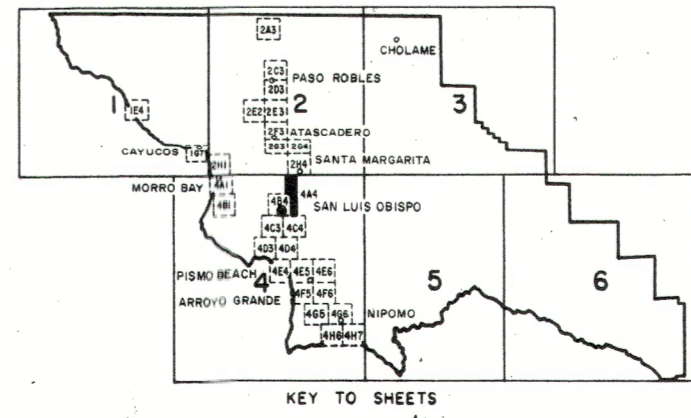 2A3
CHOLAME
2C3
PASO ROBLES
2D3
1
2
3
1E4
2E2 2E3
2F3
ATASCADERO
CAYUCOS
1G7
2G3 2G4
2H1
2H4
SANTA MARGARITA
MORRO BAY
4A1
4A4
4B1
4B4
SAN LUIS OBISPO
4C3 4C4
4D3 4D4
PISMO BEACH
4
4E4 4E5 4E6
5
6
ARROYO GRANDE
4F5 4F6
4G5 4G6
NIPOMO
4H6 4H7
KEY TO SHEETS